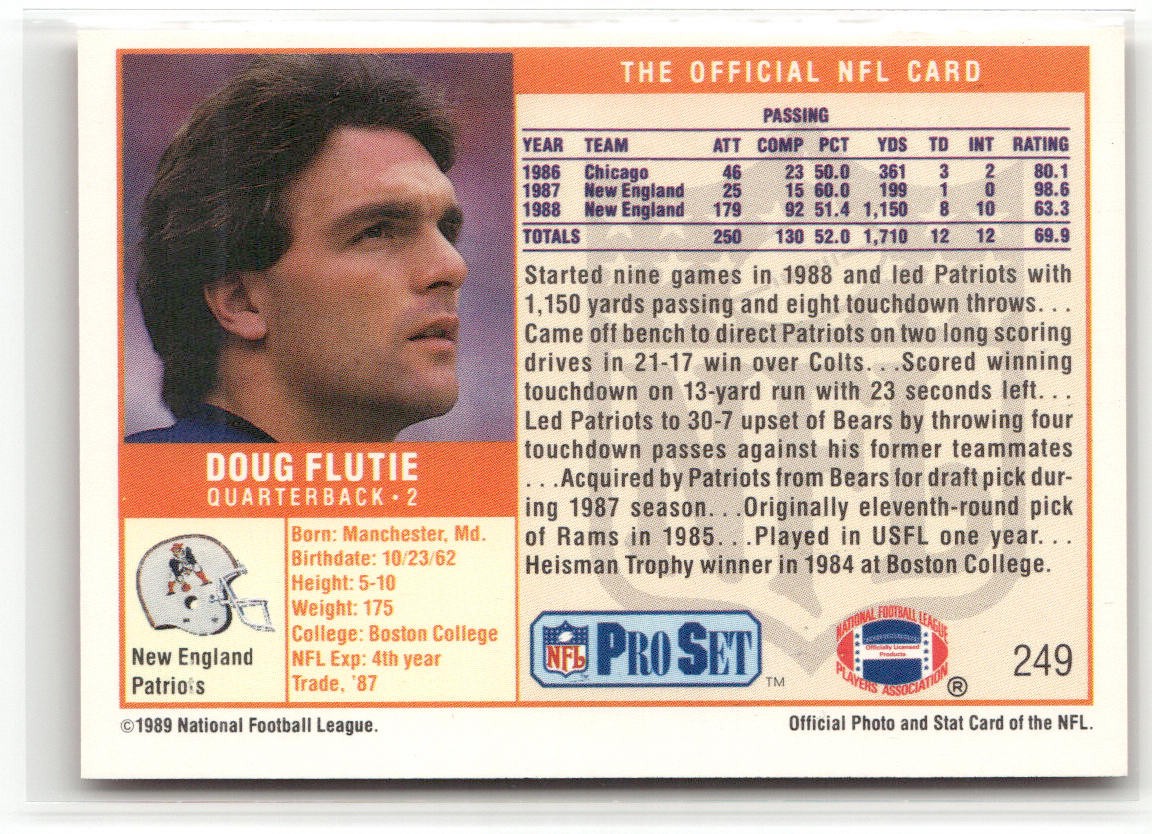 THE OFFICIAL NFL CARD
PASSING
YEAR TEAM ATT COMP PCT YDS TD INT RATING
1986 Chicago 46 23 50.0 361 3 2 80.1
1987 New England 25 15 60.0 199 1 0 98.6
1988 New England 179 92 51.4 1,150 8 10 63.3
TOTALS 250 130 52.0 1,710 12 12 69.9
Started nine games in 1988 and led Patriots with
1,150 yards passing and eight touchdown throws. . .
Came off bench to direct Patriots on two long scoring
drives in 21-17 win over Colts. . .Scored winning
touchdown on 13-yard run with 23 seconds left. . .
Led Patriots to 30-7 upset of Bears by throwing four
touchdown passes against his former teammates
. . .Acquired by Patriots from Bears for draft pick dur-
ing 1987 season. . .Originally eleventh-round pick
of Rams in 1985. . .Played in USFL one year. . .
Heisman Trophy winner in 1984 at Boston College.
DOUG FLUTIE
QUARTERBACK • 2
New England
Patriots
Born: Manchester, Md.
Birthdate: 10/23/62
Height: 5-10
Weight: 175
College: Boston College
NFL Exp: 4th year
Trade, '87
NFL PRO SET TM
NATIONAL FOOTBALL LEAGUE
Officially Licensed
Products
PLAYERS ASSOCIATION ®
249
©1989 National Football League.
Official Photo and Stat Card of the NFL.